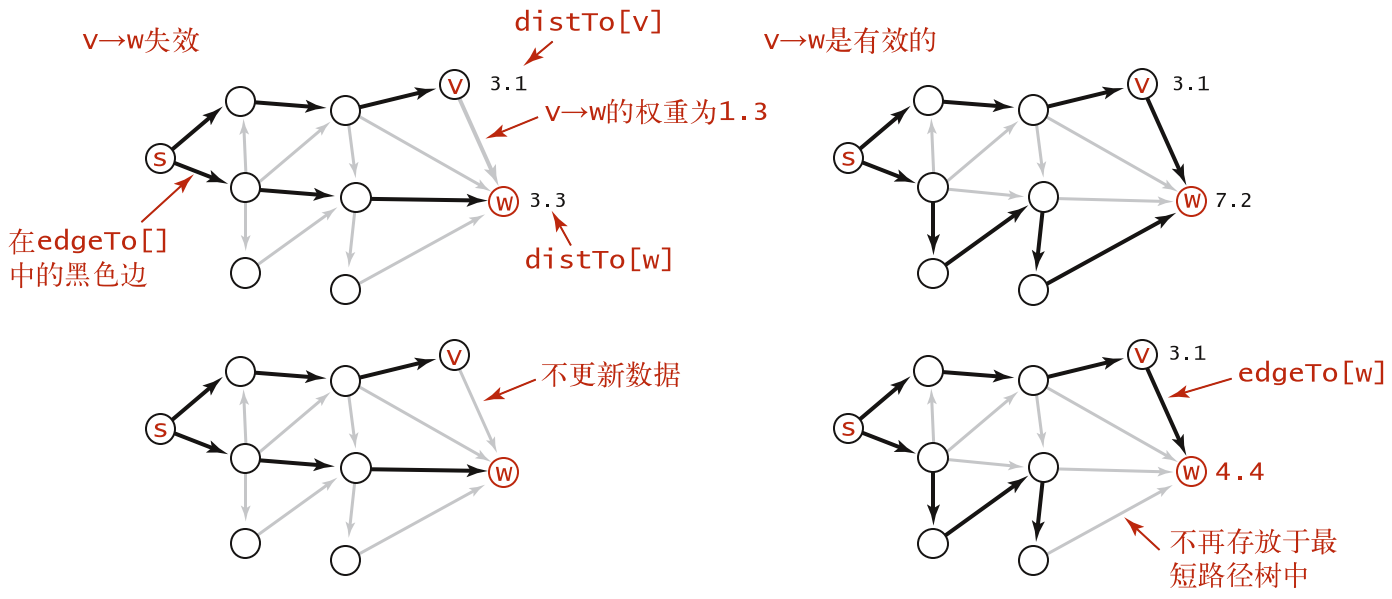 v→w失效
distTo[v]
v
3.1
v→w的权重为1.3
s
w
3.3
distTo[w]
在edgeTo[]
中的黑色边
v→w是有效的
v
3.1
s
w
7.2
v
不更新数据
s
w
v
3.1
edgeTo[w]
s
w
4.4
不再存放于最
短路径树中